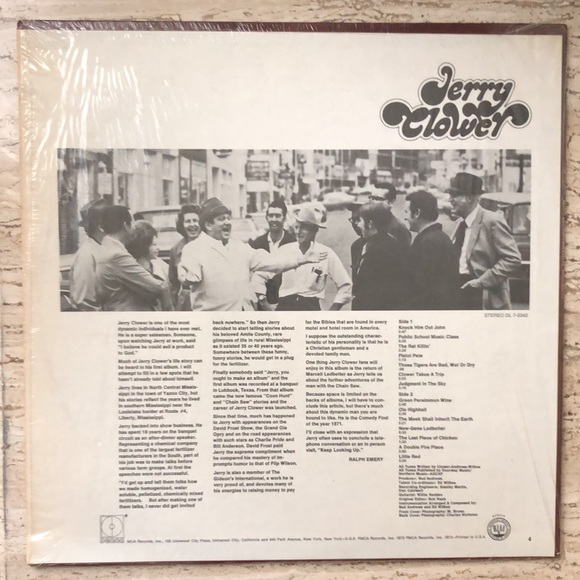 Jerry
Clower
STEREO DL 7-5342
Jerry Clower is one of the most
dynamic individuals I have ever met.
He is a super salesman. Someone,
upon watching Jerry at work, said
"I believe he could sell a product
to God."
Much of Jerry Clower's life story can
be heard in his first album. I will
attempt to fill in a few spots that he
hasn't already told about himself.
Jerry lives in North Central Missis-
sippi in the town of Yazoo City, but
his stories reflect the years he lived
in southern Mississippi near the
Louisiana border at Route #4,
Liberty, Mississippi.
Jerry backed into show business. He
has spent 18 years on the banquet
circuit as an after-dinner speaker.
Representing a chemical company
that is one of the largest fertilizer
manufacturers in the South, part of
his job was to make talks before
various farm groups. At first the
speeches were not successful.
"I'd get up and tell them folks how
we used homogenized, water
soluble, pelletized, chemically mixed
fertilizers. But after making one
of them talks, I never did get invited
back nowhere." So then Jerry
decided to start telling stories about
his beloved Amite County, rare
glimpses of life in rural Mississippi
as it existed 35 or 40 years ago.
Somewhere between these funny,
funny stories, he would get in a plug
for the fertilizer.
Finally somebody said "Jerry, you
ought to make an album" and the
first album was recorded at a banquet
in Lubbock, Texas. From that album
came the now famous "Coon Hunt"
and "Chain Saw" stories and the
career of Jerry Clower was launched.
Since that time, much has happened
to Jerry with appearances on the
David Frost Show, the Grand Ole
Opry and on the road appearances
with such stars as Charlie Pride and
Bill Anderson. David Frost paid
Jerry the supreme compliment when
he compared his mastery of im-
promptu humor to that of Flip Wilson.
Jerry is also a member of The
Gideon's International, a work he is
very proud of, and devotes many of
his energies to raising money to pay
for the Bibles that are found in every
motel and hotel room in America.
I suppose the outstanding charac-
teristic of his personality is that he is
a Christian gentleman and a
devoted family man.
One thing Jerry Clower fans will
enjoy in this album is the return of
Marcell Ledbetter as Jerry tells us
about the further adventures of the
man with the Chain Saw.
Because space is limited on the
backs of albums, I will have to con-
clude this article, but there's much
about this dynamic man you are
bound to like. He is the Comedy Find
of the year 1971.
I'll close with an expression that
Jerry often uses to conclude a tele-
phone conversation or an in person
visit, "Keep Looking Up."
RALPH EMERY
Side 1
Knock Him Out John
Public School Music Class
The Rat Killin'
Pistol Pete
Those Tigers Are Bad, Wet Or Dry
Clower Takes A Trip
Judgment In The Sky
Side 2
Green Persimmon Wine
Ole Highball
The Meek Shall Inherit The Earth
New-Gene Ledbetter
The Last Piece of Chicken
A Double Fire Place
Little Red
4